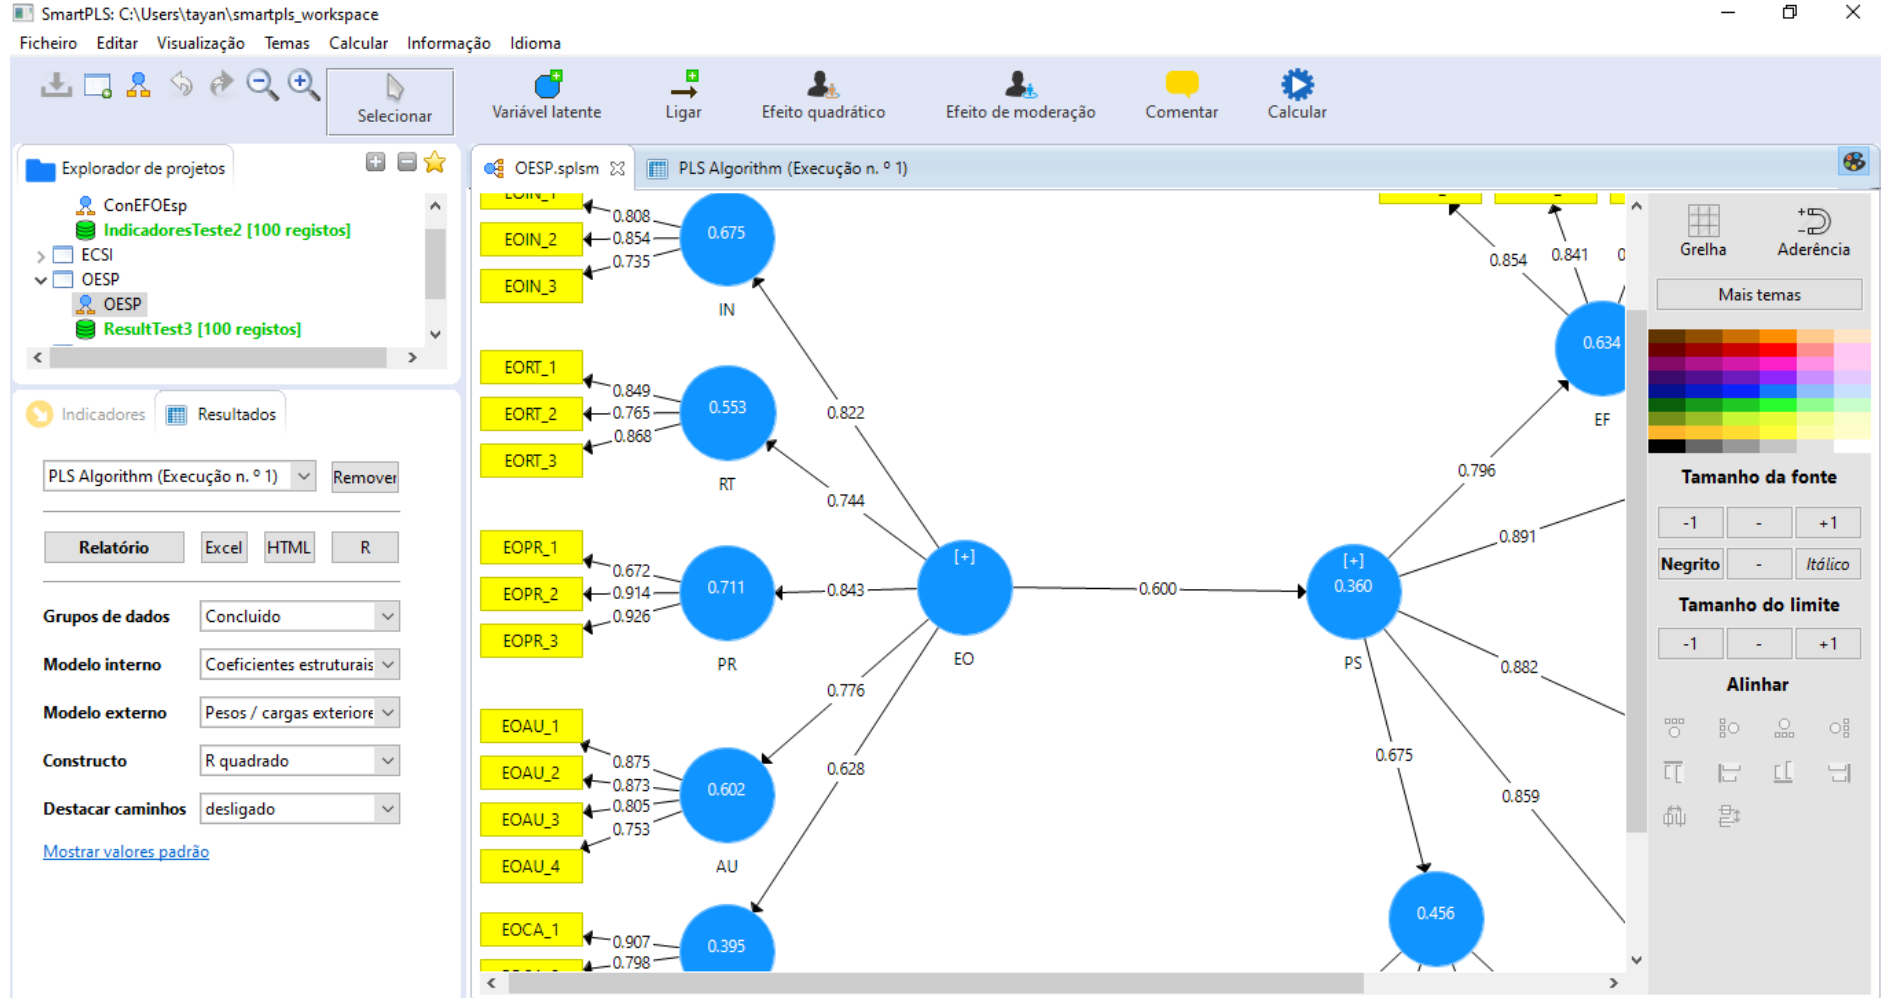 SmartPLS: C:\Users\tayan\smartpls_workspace
Ficheiro Editar Visualização Temas Calcular Informação Idioma
Selecionar
Variável latente
Ligar
Efeito quadrático
Efeito de moderação
Comentar
Calcular
Explorador de projetos
ConEFOEsp
IndicadoresTeste2 [100 registos]
ECSI
OESP
OESP
ResultTest3 [100 registos]
Indicadores
Resultados
PLS Algorithm (Execução n. º 1)
Remover
Relatório
Excel
HTML
R
Grupos de dados
Concluido
Modelo interno
Coeficientes estruturais
Modelo externo
Pesos / cargas exteriore
Constructo
R quadrado
Destacar caminhos
desligado
Mostrar valores padrão
OESP.splsm
PLS Algorithm (Execução n. º 1)
EOIN_1
0.808
EOIN_2
0.854
0.735
EOIN_3
0.675
IN
EORT_1
0.849
EORT_2
0.765
0.868
EORT_3
0.553
RT
EOPR_1
0.672
EOPR_2
0.914
0.926
EOPR_3
0.711
PR
EOAU_1
0.875
EOAU_2
0.873
0.805
EOAU_3
0.753
EOAU_4
0.602
AU
EOCA_1
0.907
0.798
0.395
0.822
0.744
0.843
0.776
0.628
[+]
EO
0.600
[+]
0.360
PS
0.854
0.841
0.634
EF
0.796
0.891
0.882
0.859
0.675
0.456
Grelha
Aderência
Mais temas
Tamanho da fonte
-1
-
+1
Negrito
-
Itálico
Tamanho do limite
-1
-
+1
Alinhar